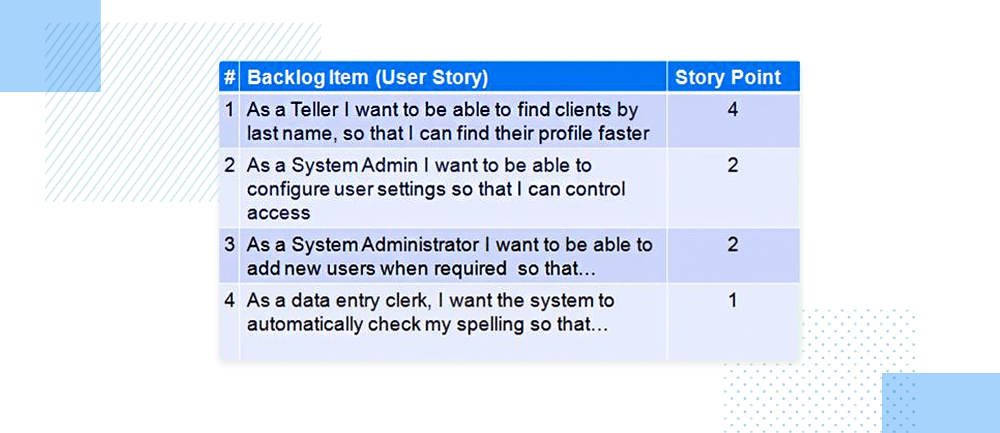 # Backlog Item (User Story) Story Point
1 As a Teller I want to be able to find clients by 4
last name, so that I can find their profile faster
2 As a System Admin I want to be able to 2
configure user settings so that I can control
access
3 As a System Administrator I want to be able to 2
add new users when required so that...
4 As a data entry clerk, I want the system to 1
automatically check my spelling so that...